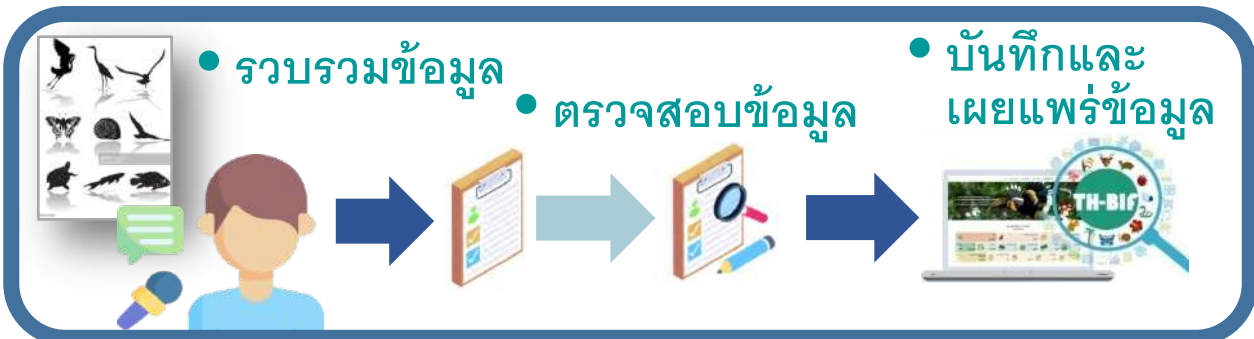 • รวบรวมข้อมูล
• ตรวจสอบข้อมูล
• บันทึกและ
เผยแพร่ข้อมูล
TH-BIF